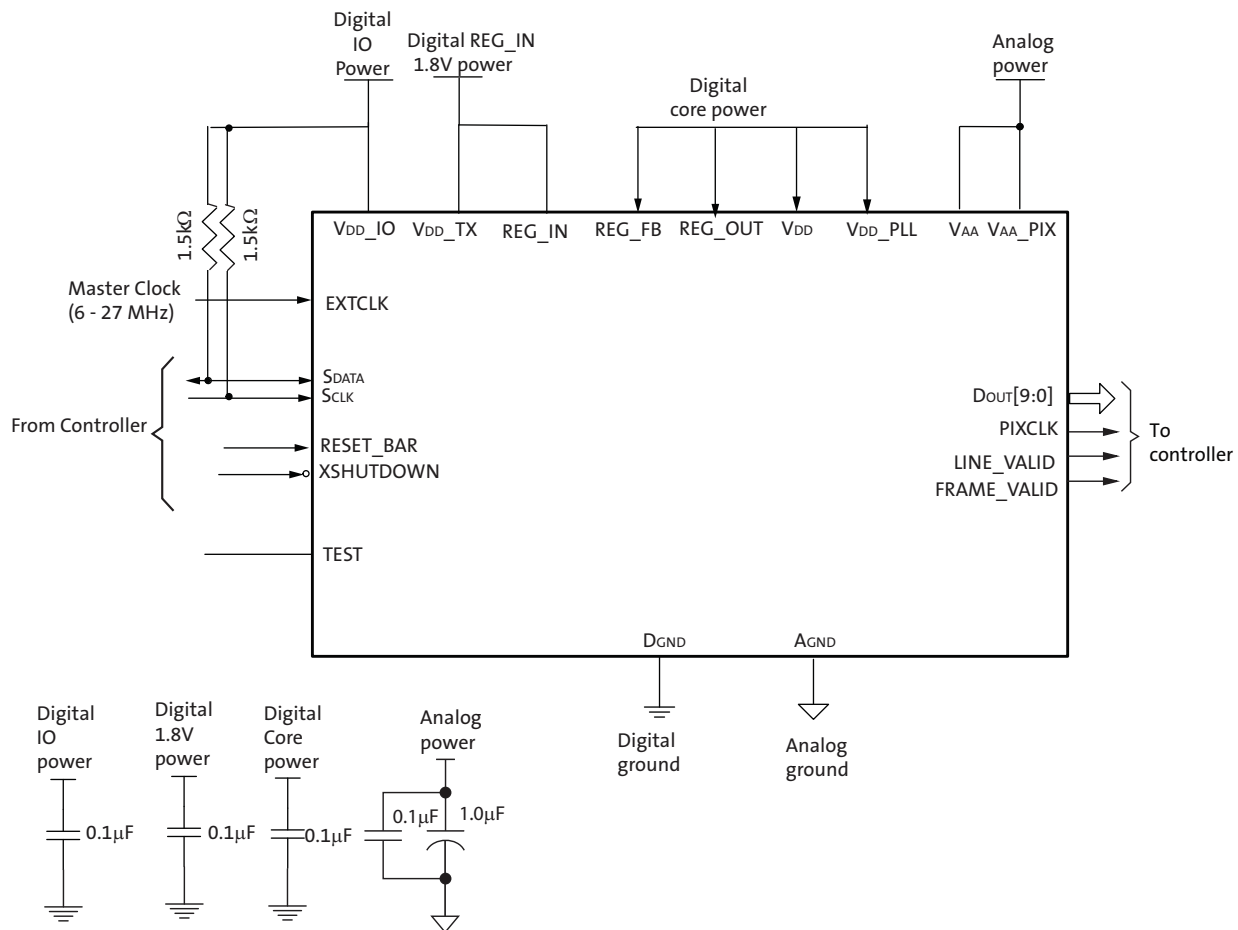 Digital
IO
Power
Digital REG_IN
1.8V power
Digital
core power
Analog
power
1.5kΩ
1.5kΩ
VDD_IO
VDD_TX
REG_IN
REG_FB
REG_OUT
VDD
VDD_PLL
VAA
VAA_PIX
Master Clock
(6 - 27 MHz)
EXTCLK
From Controller
SDATA
SCLK
RESET_BAR
XSHUTDOWN
TEST
DOUT[9:0]
PIXCLK
LINE_VALID
FRAME_VALID
To
controller
DGND
AGND
Digital
ground
Analog
ground
Digital
IO
power
0.1μF
Digital
1.8V
power
0.1μF
Digital
Core
power
0.1μF
Analog
power
0.1μF
1.0μF